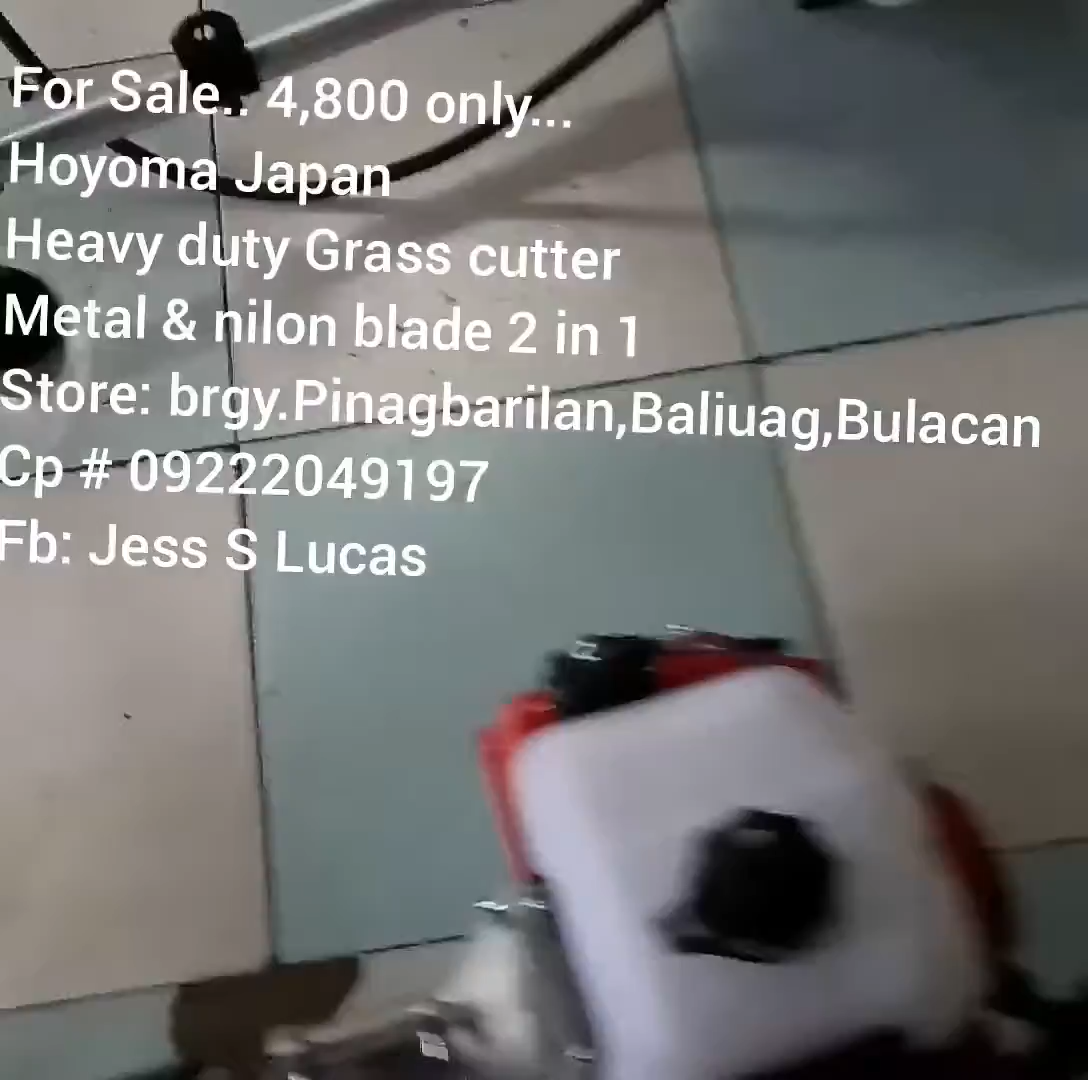 For Sale.. 4,800 only...
Hoyoma Japan
Heavy duty Grass cutter
Metal & nilon blade 2 in 1
Store: brgy.Pinagbarilan,Baliuag,Bulacan
Cp # 09222049197
Fb: Jess S Lucas